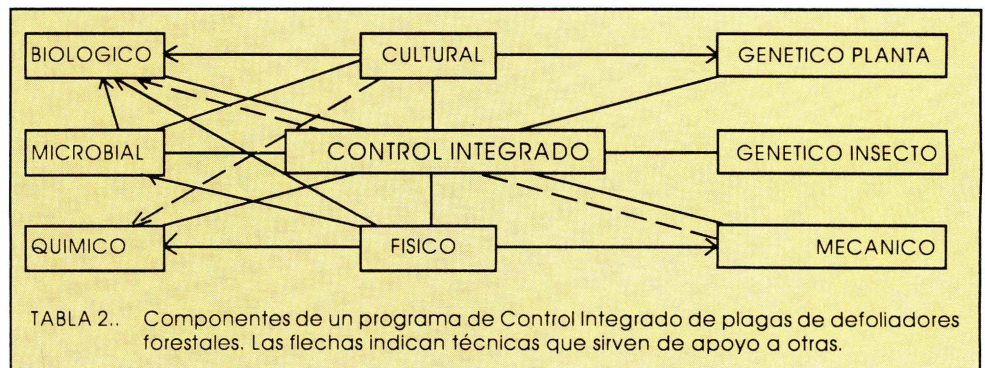 BIOLOGICO CULTURAL GENETICO PLANTA
MICROBIAL CONTROL INTEGRADO GENETICO INSECTO
QUIMICO FISICO MECANICO
TABLA 2.. Componentes de un programa de Control Integrado de plagas de defoliadores
forestales. Las flechas indican técnicas que sirven de apoyo a otras.